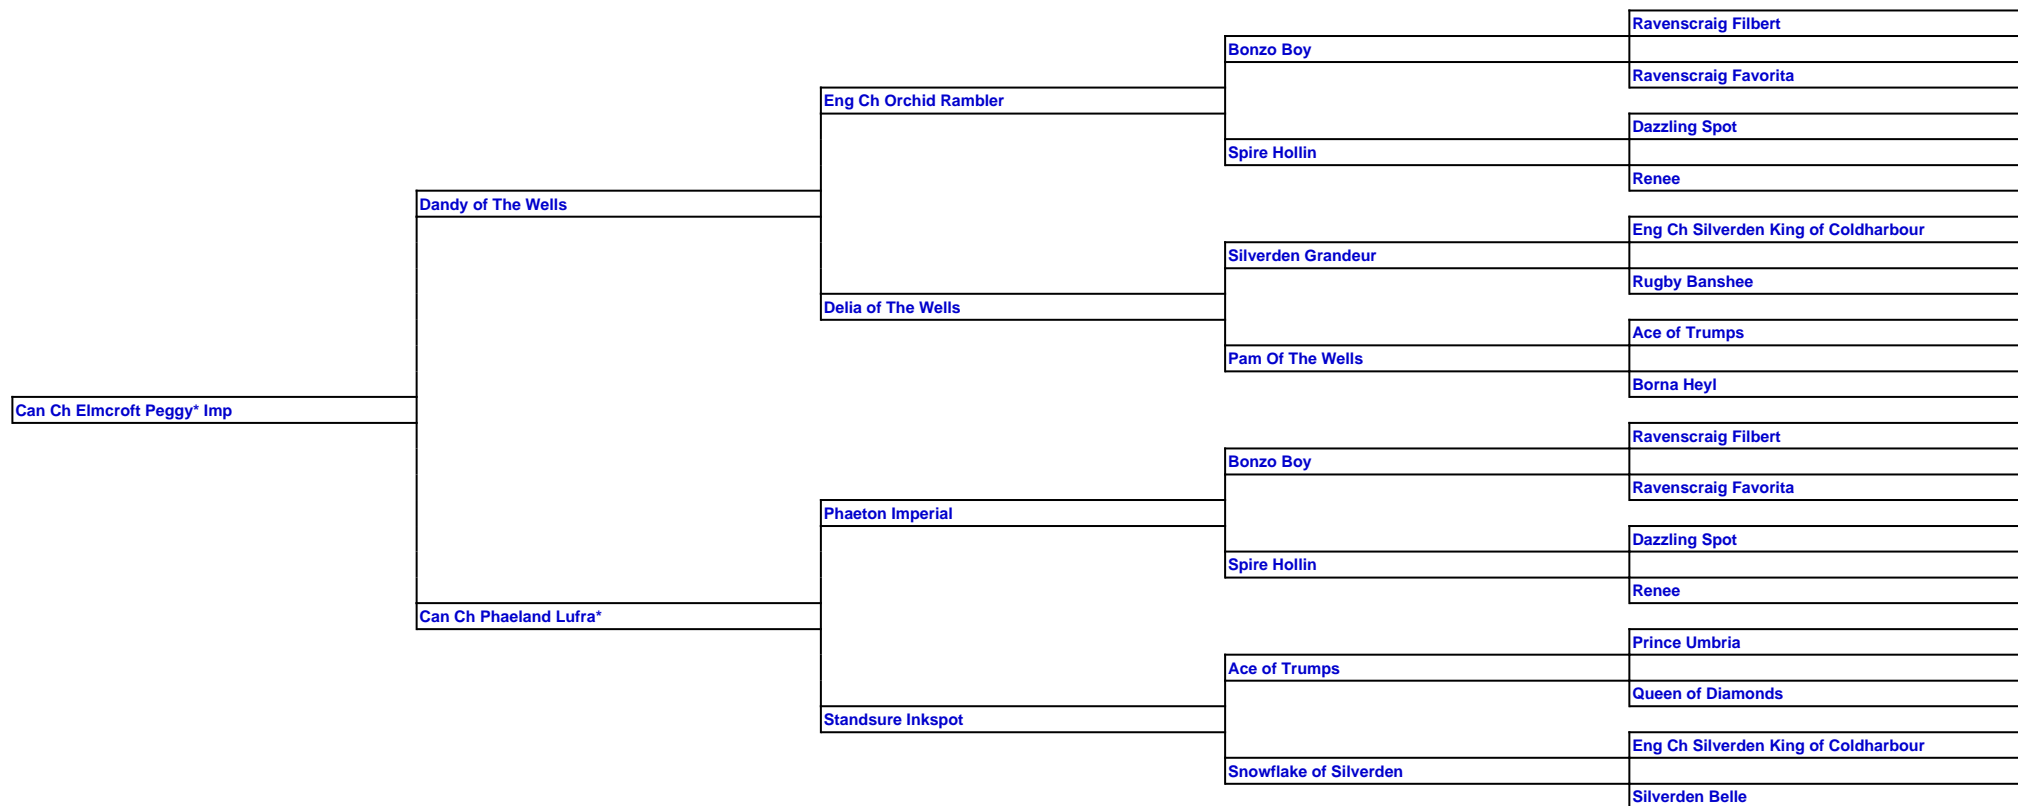 Ravenscraig Filbert
Bonzo Boy
Ravenscraig Favorita
Eng Ch Orchid Rambler
Dazzling Spot
Spire Hollin
Renee
Dandy of The Wells
Eng Ch Silverden King of Coldharbour
Silverden Grandeur
Rugby Banshee
Delia of The Wells
Ace of Trumps
Pam Of The Wells
Borna Heyl
Can Ch Elmcroft Peggy* Imp
Ravenscraig Filbert
Bonzo Boy
Ravenscraig Favorita
Phaeton Imperial
Dazzling Spot
Spire Hollin
Renee
Can Ch Phaeland Lufra*
Prince Umbria
Ace of Trumps
Queen of Diamonds
Standsure Inkspot
Eng Ch Silverden King of Coldharbour
Snowflake of Silverden
Silverden Belle